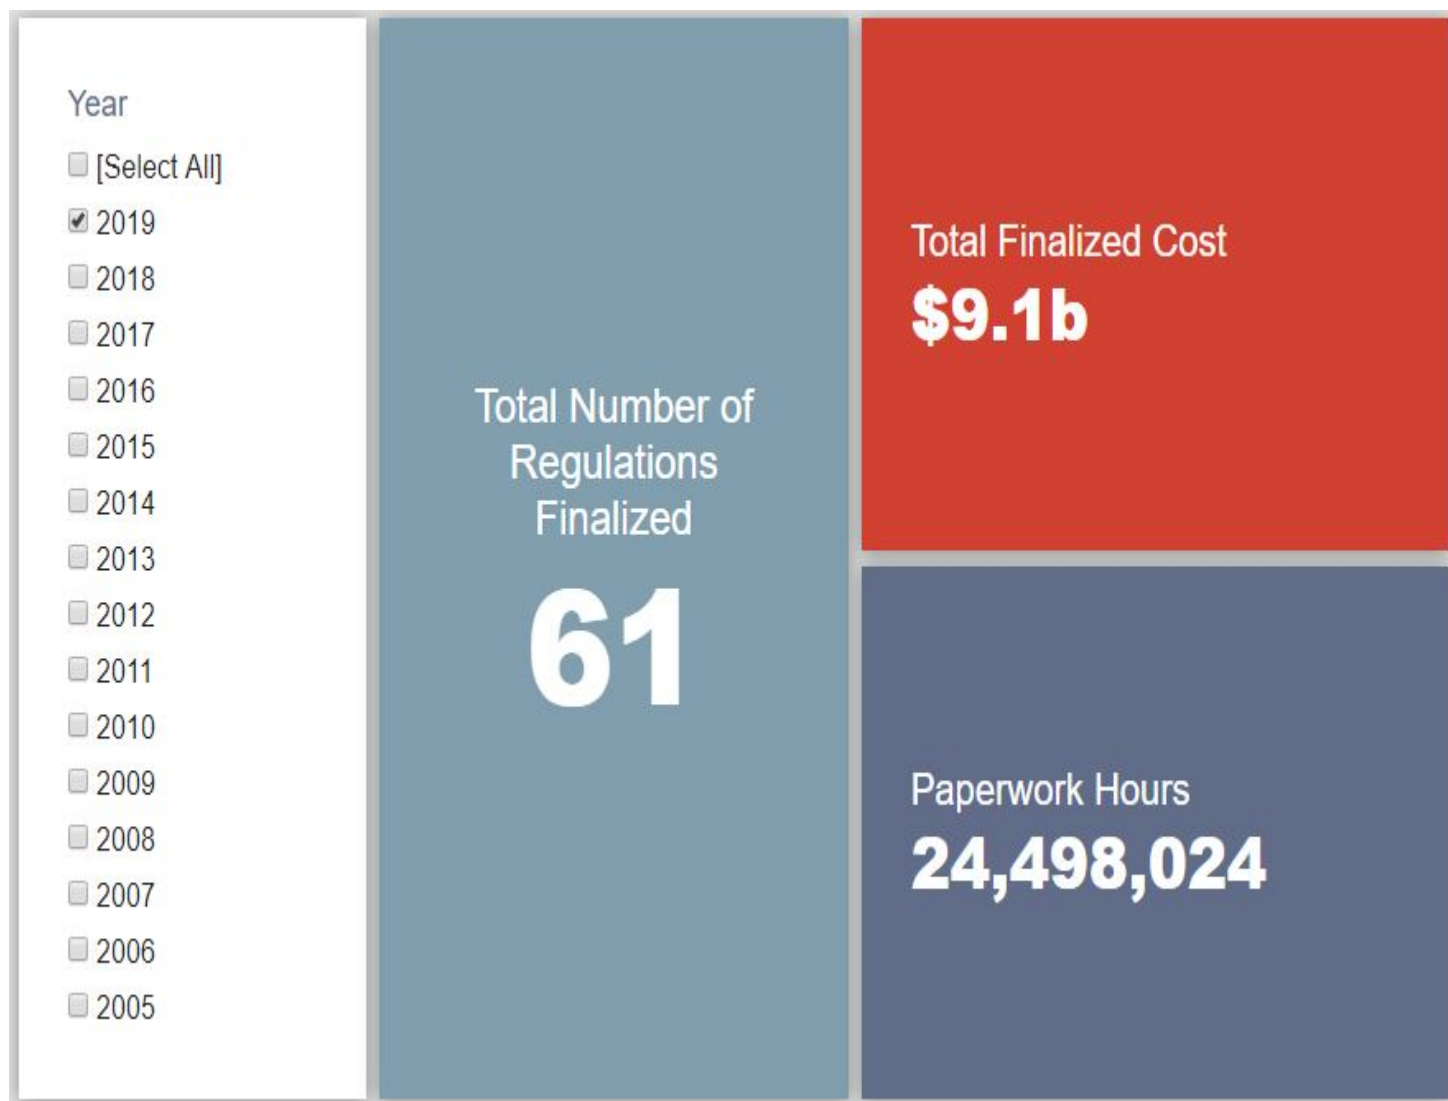 Year
[Select All]
2019
2018
2017
2016
2015
2014
2013
2012
2011
2010
2009
2008
2007
2006
2005
Total Number of
Regulations
Finalized
61
Total Finalized Cost
$9.1b
Paperwork Hours
24,498,024